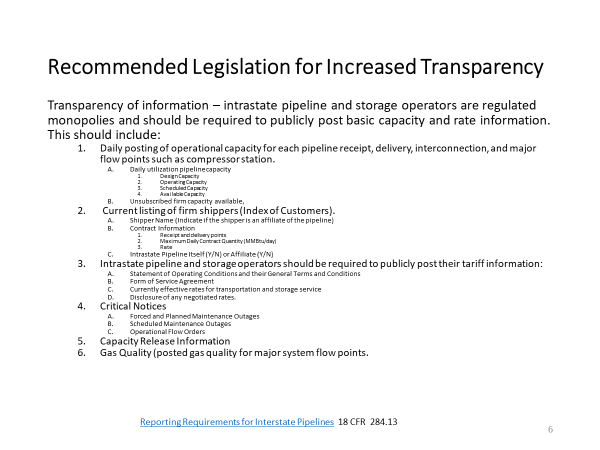 Recommended Legislation for Increased Transparency
Transparency of information – intrastate pipeline and storage operators are regulated
monopolies and should be required to publicly post basic capacity and rate information.
This should include:
1. Daily posting of operational capacity for each pipeline receipt, delivery, interconnection, and major
flow points such as compressor station.
A. Daily utilization pipeline capacity
1. Design Capacity
2. Operating Capacity
3. Scheduled Capacity
4. Available Capacity
B. Unsubscribed firm capacity available,
2. Current listing of firm shippers (Index of Customers).
A. Shipper Name (Indicate if the shipper is an affiliate of the pipeline)
B. Contract Information
1. Receipt and delivery points
2. Maximum Daily Contract Quantity (MMBtu/day)
3. Rate
C. Intrastate Pipeline Itself (Y/N) or Affiliate (Y/N)
3. Intrastate pipeline and storage operators should be required to publicly post their tariff information:
A. Statement of Operating Conditions and their General Terms and Conditions
B. Form of Service Agreement
C. Currently effective rates for transportation and storage service
D. Disclosure of any negotiated rates.
4. Critical Notices
A. Forced and Planned Maintenance Outages
B. Scheduled Maintenance Outages
C. Operational Flow Orders
5. Capacity Release Information
6. Gas Quality (posted gas quality for major system flow points.
Reporting Requirements for Interstate Pipelines 18 CFR 284.13
6